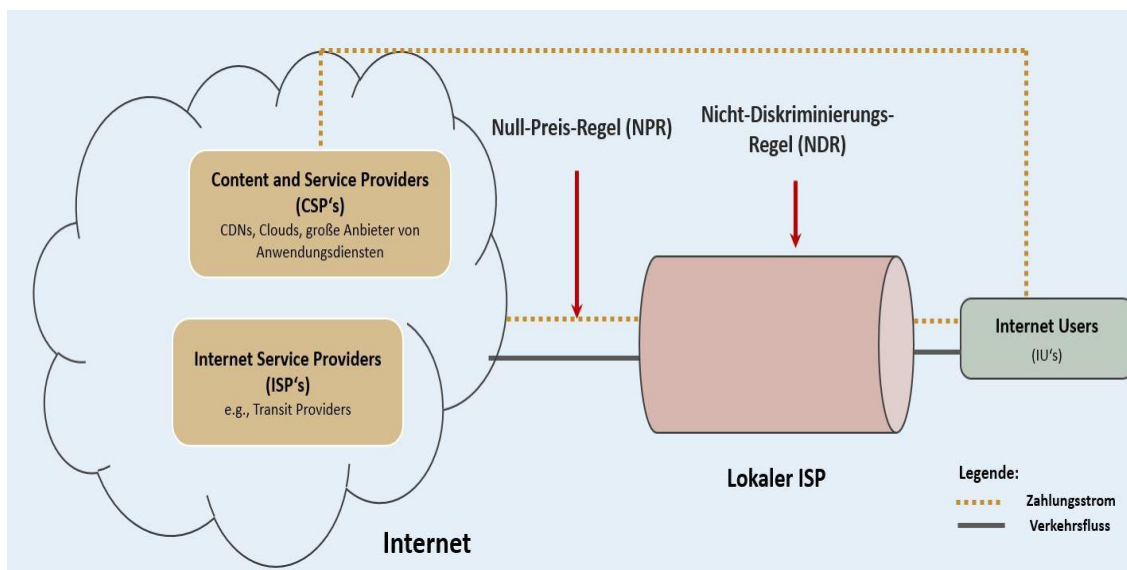 Null-Preis-Regel (NPR)
Nicht-Diskriminierungs-
Regel (NDR)
Content and Service Providers
(CSP's)
CDNs, Clouds, große Anbieter von
Anwendungsdiensten
Internet Service Providers
(ISP's)
e.g., Transit Providers
Internet Users
(IU's)
Lokaler ISP
Internet
Legende:
Zahlungsstrom
Verkehrsfluss